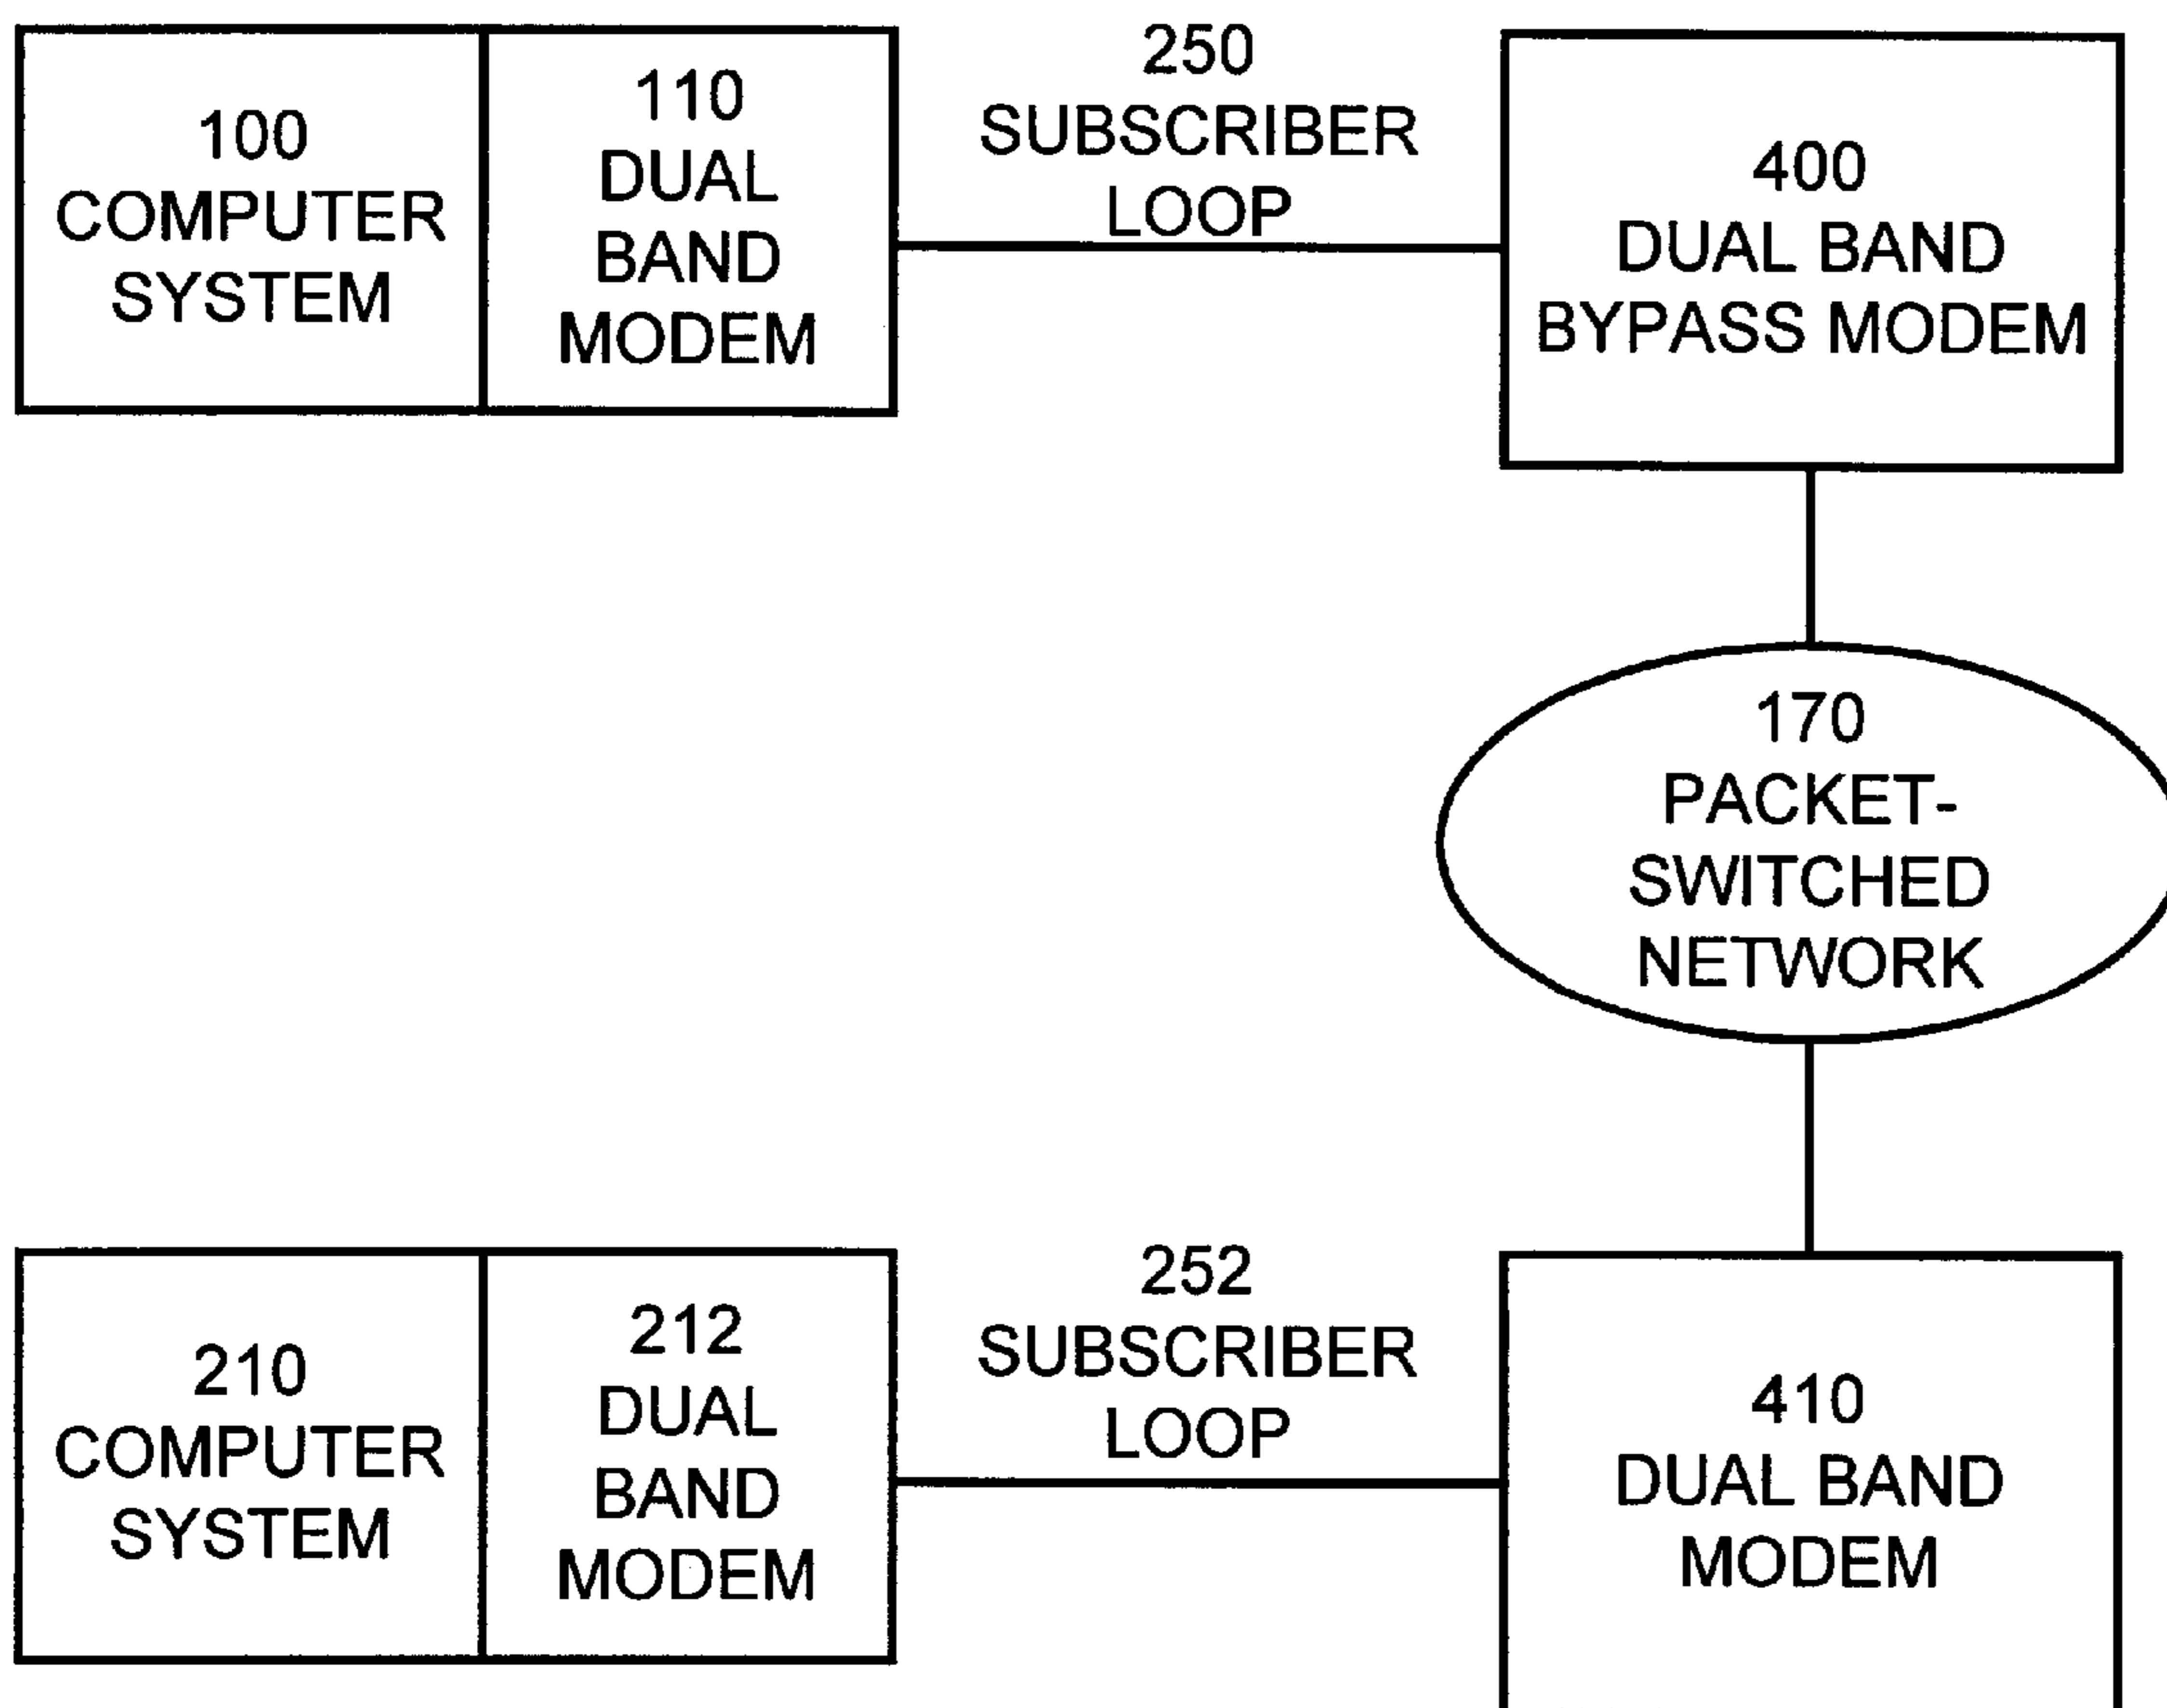 100
COMPUTER
SYSTEM
110
DUAL
BAND
MODEM
250
SUBSCRIBER
LOOP
400
DUAL BAND
BYPASS MODEM
170
PACKET-
SWITCHED
NETWORK
210
COMPUTER
SYSTEM
212
DUAL
BAND
MODEM
252
SUBSCRIBER
LOOP
410
DUAL BAND
MODEM